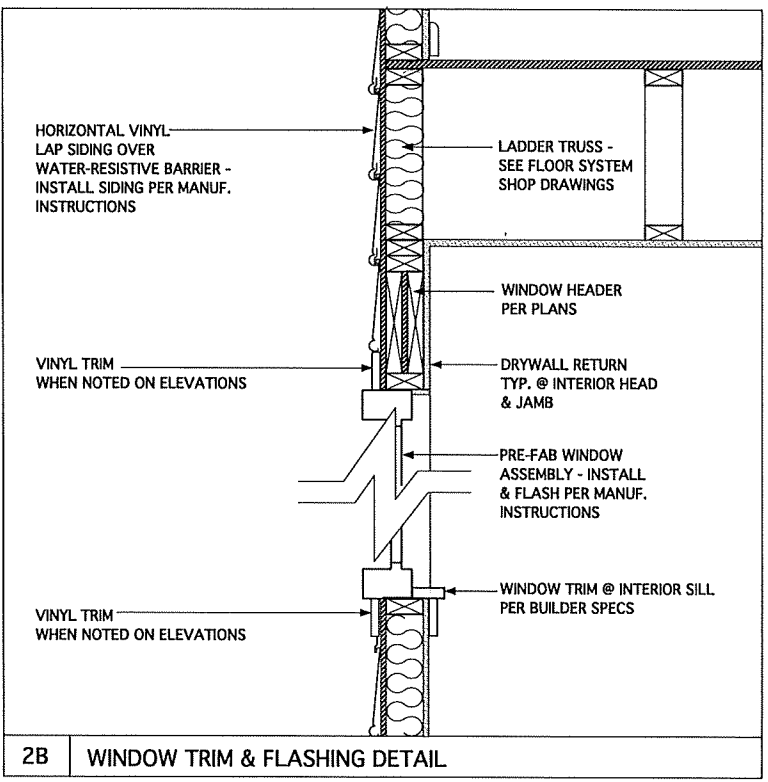 HORIZONTAL VINYL
LAP SIDING OVER
WATER-RESISTIVE BARRIER -
INSTALL SIDING PER MANUF.
INSTRUCTIONS
LADDER TRUSS -
SEE FLOOR SYSTEM
SHOP DRAWINGS
WINDOW HEADER
PER PLANS
VINYL TRIM
WHEN NOTED ON ELEVATIONS
DRYWALL RETURN
TYP. @ INTERIOR HEAD
& JAMB
PRE-FAB WINDOW
ASSEMBLY - INSTALL
& FLASH PER MANUF.
INSTRUCTIONS
WINDOW TRIM @ INTERIOR SILL
PER BUILDER SPECS
VINYL TRIM
WHEN NOTED ON ELEVATIONS
2B WINDOW TRIM & FLASHING DETAIL